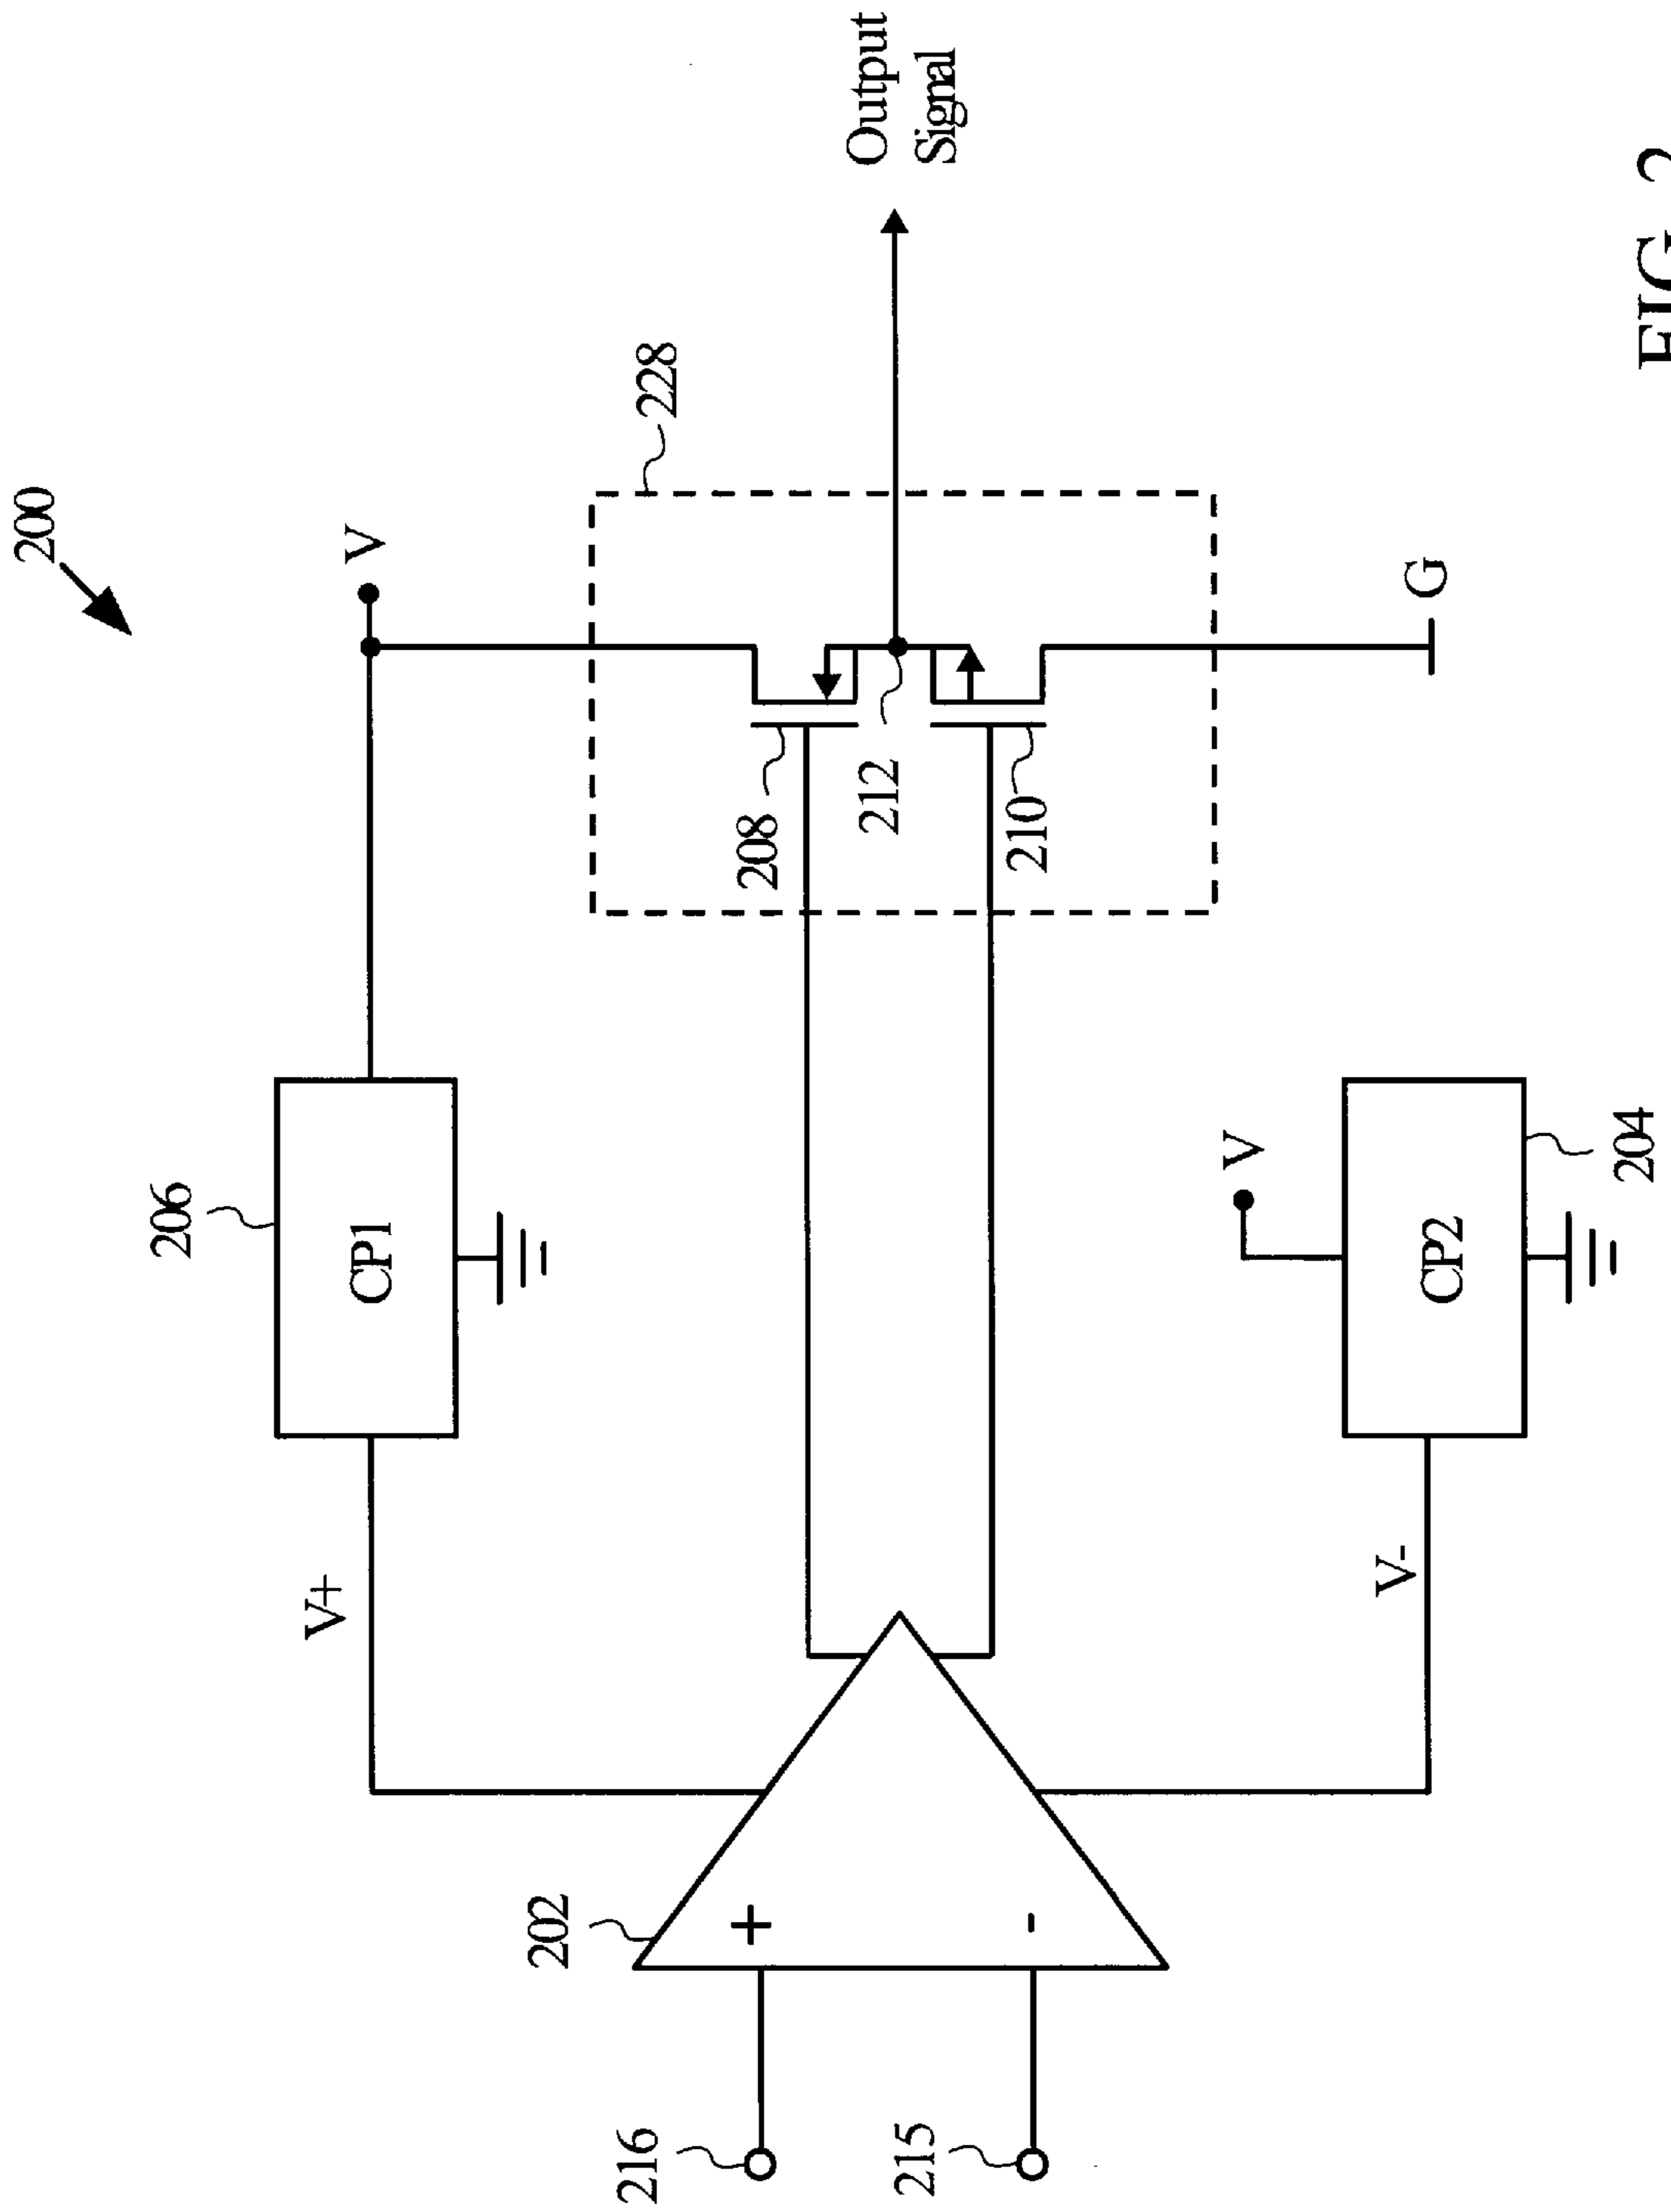 200
206
V+
CP1
V
202
216
+
215
-
208
212
210
228
Output
Signal
V-
V
CP2
204
G
FIG. 2